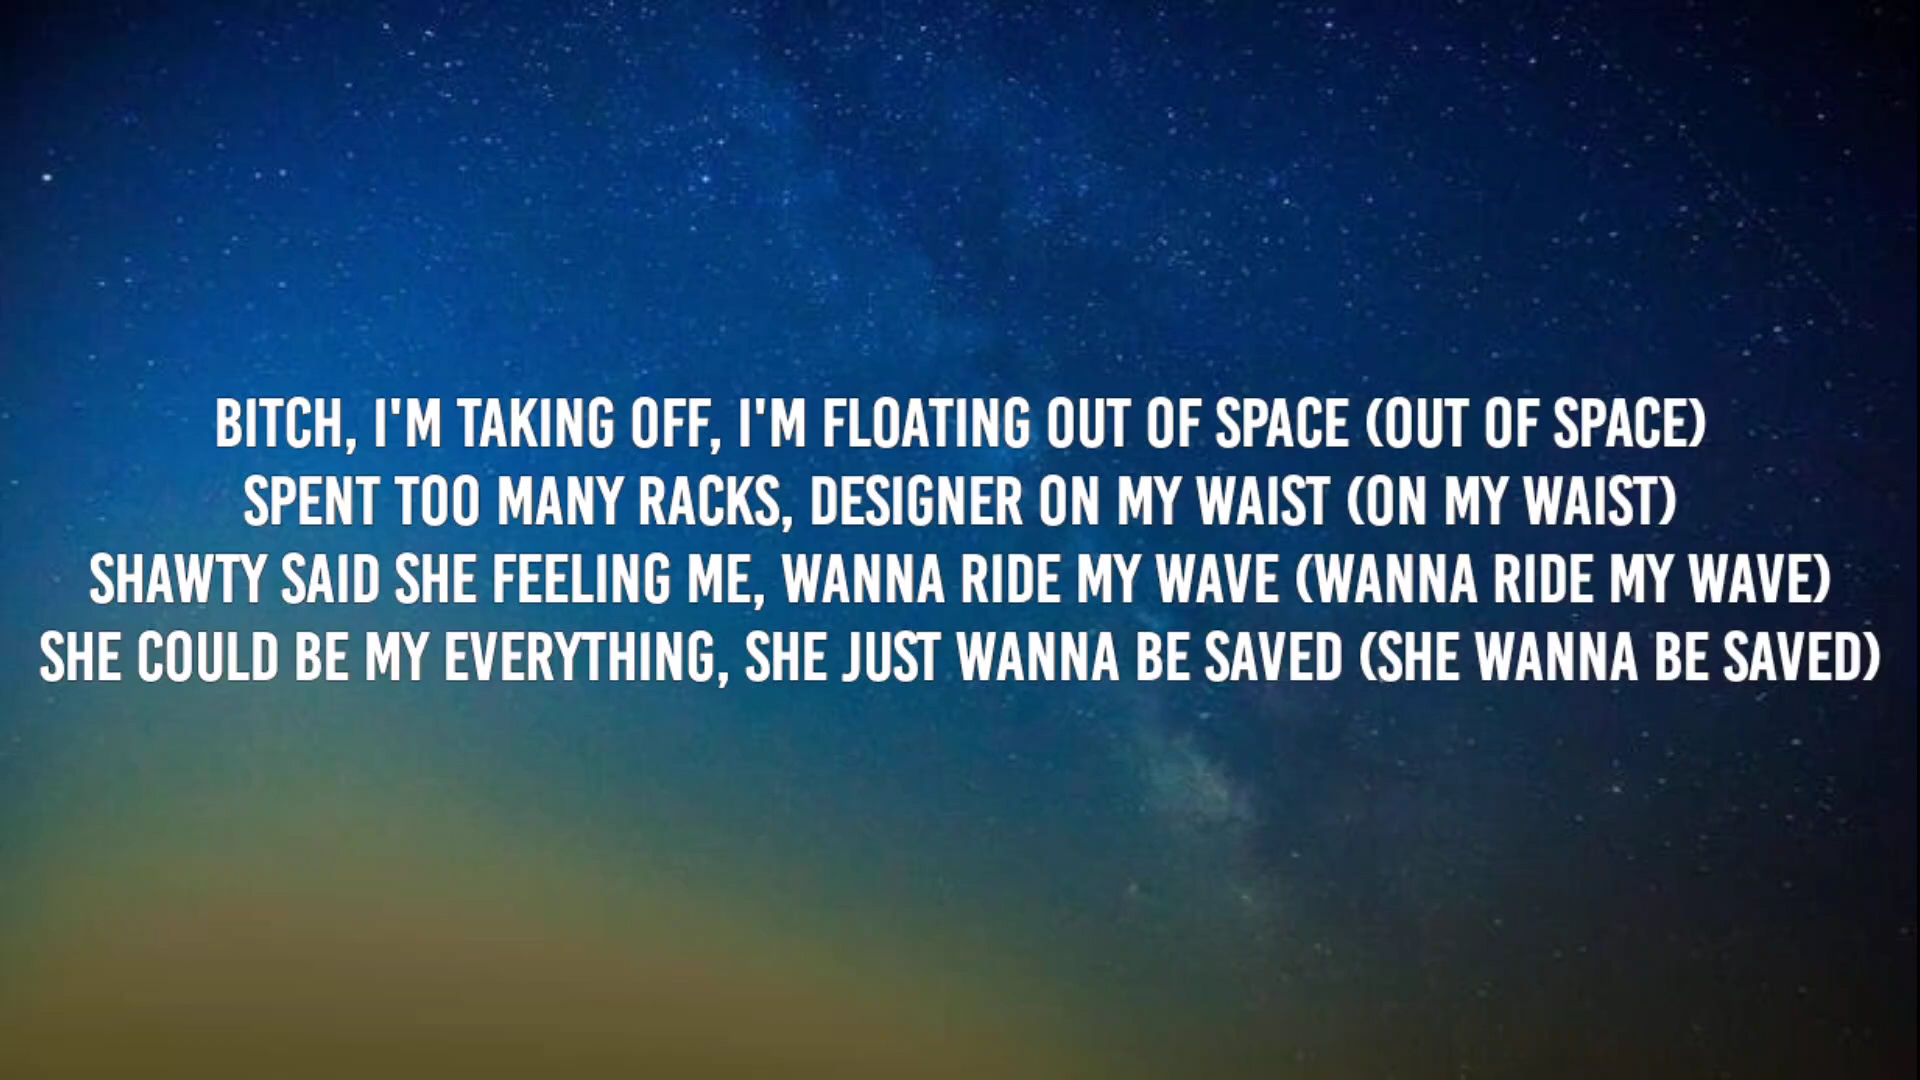 BITCH, I'M TAKING OFF, I'M FLOATING OUT OF SPACE (OUT OF SPACE)
SPENT TOO MANY RACKS, DESIGNER ON MY WAIST (ON MY WAIST)
SHAWTY SAID SHE FEELING ME, WANNA RIDE MY WAVE (WANNA RIDE MY WAVE)
SHE COULD BE MY EVERYTHING, SHE JUST WANNA BE SAVED (SHE WANNA BE SAVED)